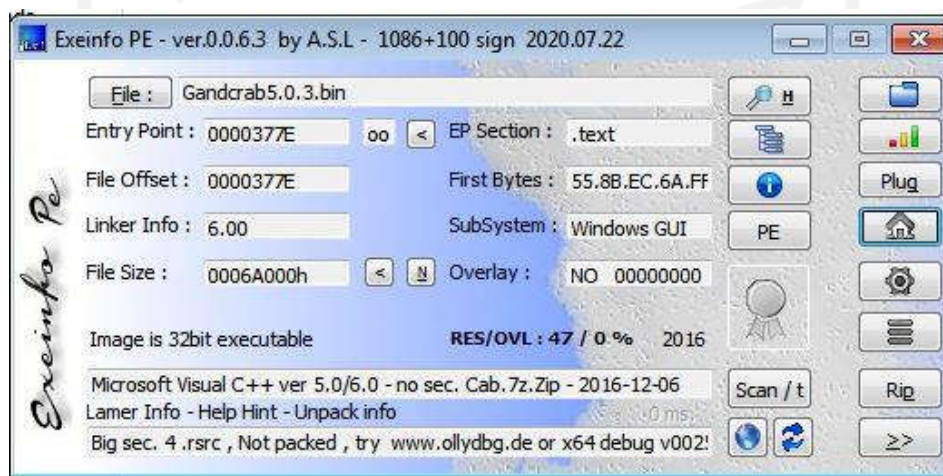 Exeinfo PE - ver.0.0.6.3 by A.S.L - 1086+100 sign 2020.07.22
File : Gandcrab5.0.3.bin H
Entry Point : 0000377E oo < EP Section : .text
File Offset : 0000377E First Bytes : 55.8B.EC.6A.FF Plug
Linker Info : 6.00 SubSystem : Windows GUI PE
File Size : 0006A000h < N Overlay : NO 00000000
Image is 32bit executable RES/OVL : 47 / 0 % 2016
Microsoft Visual C++ ver 5.0/6.0 - no sec. Cab.7z.Zip - 2016-12-06 Scan / t Rip
Lamer Info - Help Hint - Unpack info 0 ms.
Big sec. 4 .rsrc , Not packed , try www.ollydbg.de or x64 debug v002 >>
Exeinfo Pe